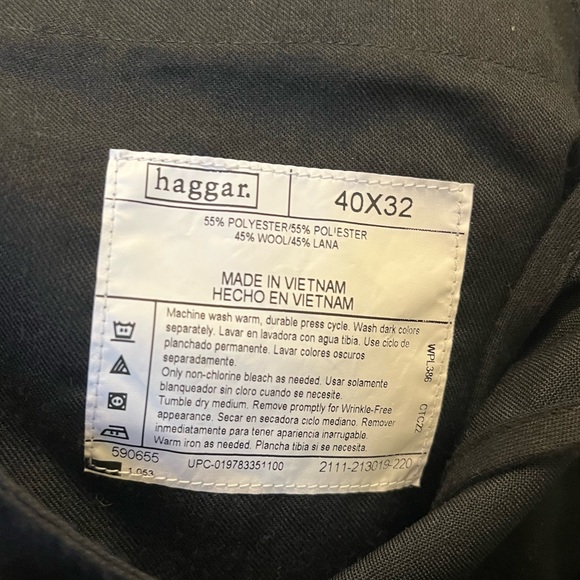 haggar.
40X32
55% POLYESTER/55% POLIESTER
45% WOOL/45% LANA
MADE IN VIETNAM
HECHO EN VIETNAM
Machine wash warm, durable press cycle. Wash dark colors
separately. Lavar en lavadora con agua tibia. Use ciclo de
planchado permanente. Lavar colores oscuros
separadamente.
Only non-chlorine bleach as needed. Usar solamente
blanqueador sin cloro cuando se necesite.
Tumble dry medium. Remove promptly for Wrinkle-Free
appearance. Secar en secadora ciclo mediano. Remover
inmediatamente para tener apariencia inarrugable.
Warm iron as needed. Plancha tibia si se necesita.
WPL386
590655
1.053
UPC-019783351100
2111-213019-220